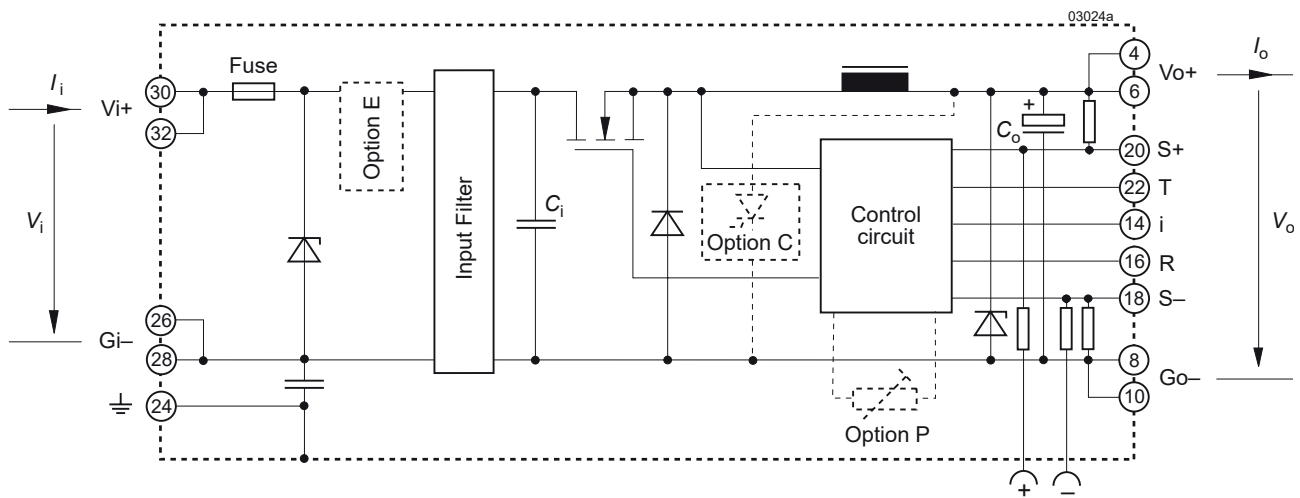 03024a
4
Io
Ii
30
Fuse
Vo+
Vi+
6
32
Option E
Input Filter
+
Co
20 S+
22 T
Ci
Vi
Option C
Control
circuit
14 i
Vo
16 R
18 S–
26
Gi–
28
8
Go–
24
10
Option P
+
–